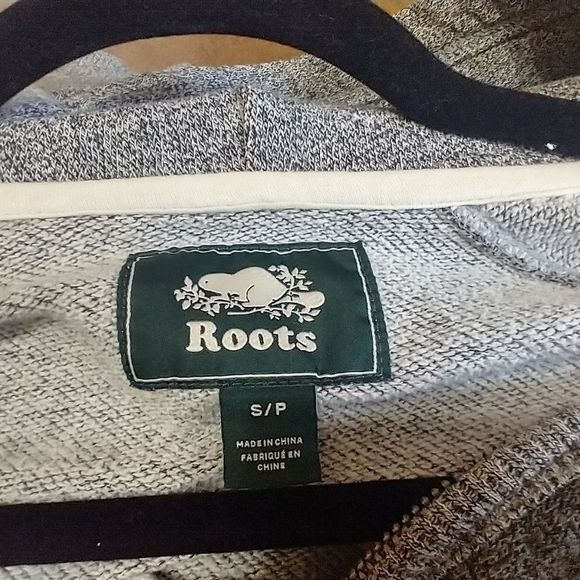 Roots
S/P
MADE IN CHINA
FABRIQUÉ EN
CHINE